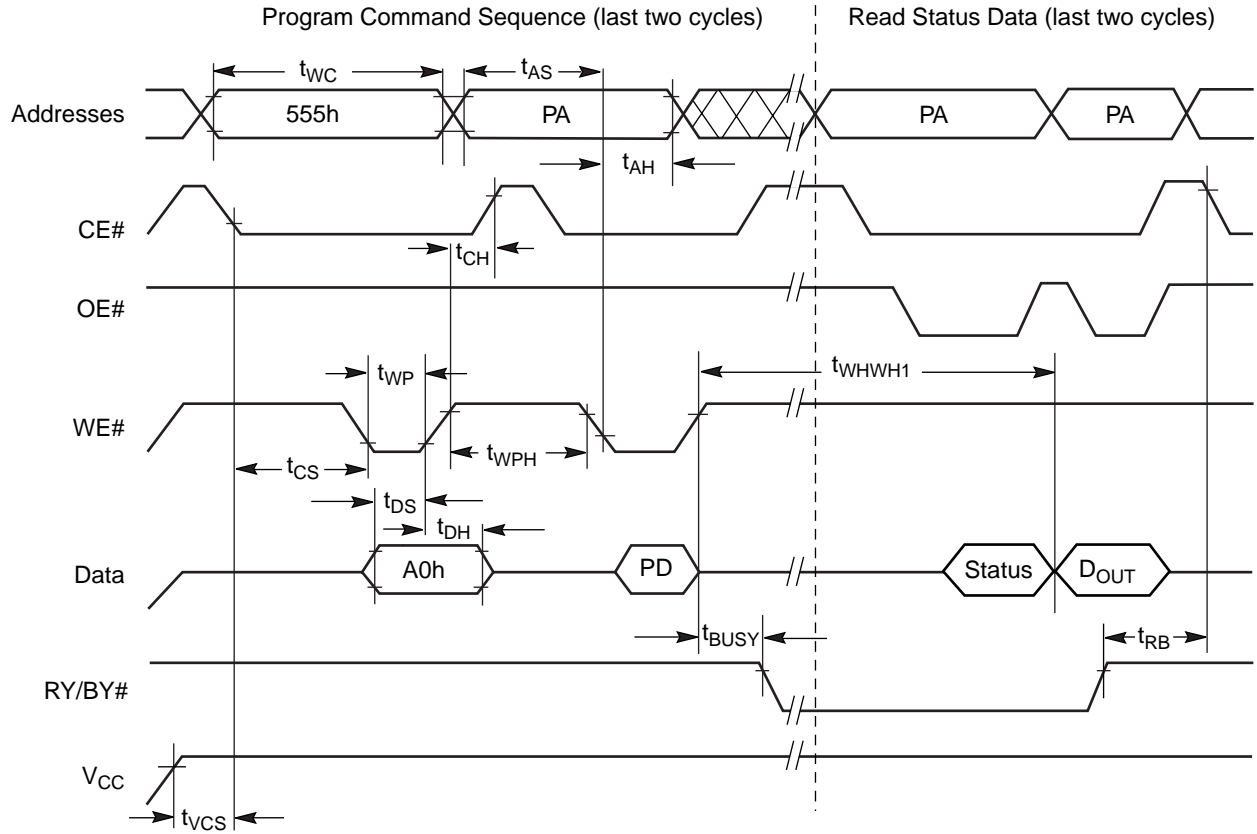 Program Command Sequence (last two cycles)
Read Status Data (last two cycles)
tWC
tAS
Addresses
555h
PA
PA
PA
tAH
CE#
tCH
OE#
tWP
tWHWH1
WE#
tCS
tWPH
tDS
tDH
Data
A0h
PD
Status
DOUT
tBUSY
tRB
RY/BY#
VCC
tVCS